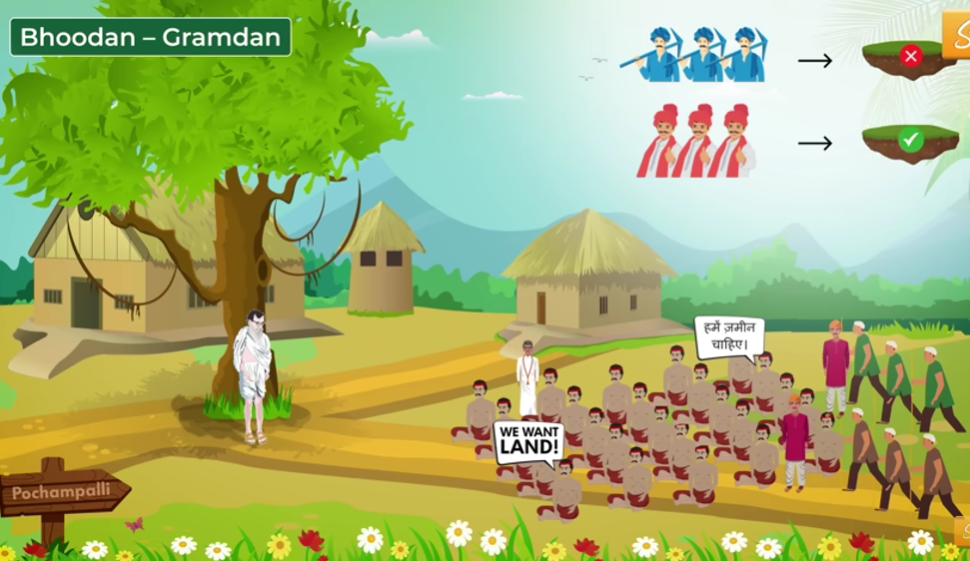 Bhoodan – Gramdan
हमें ज़मीन
चाहिए।
WE WANT
LAND!
Pochampalli